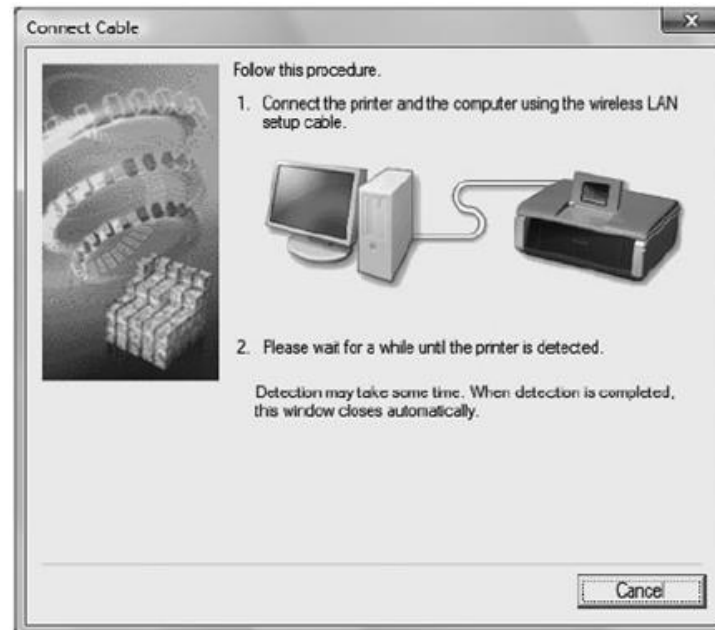 Connect Cable
Follow this procedure.
1. Connect the printer and the computer using the wireless LAN
setup cable.
2. Please wait for a while until the printer is detected.
Detection may take some time. When detection is completed,
this window closes automatically.
Cancel